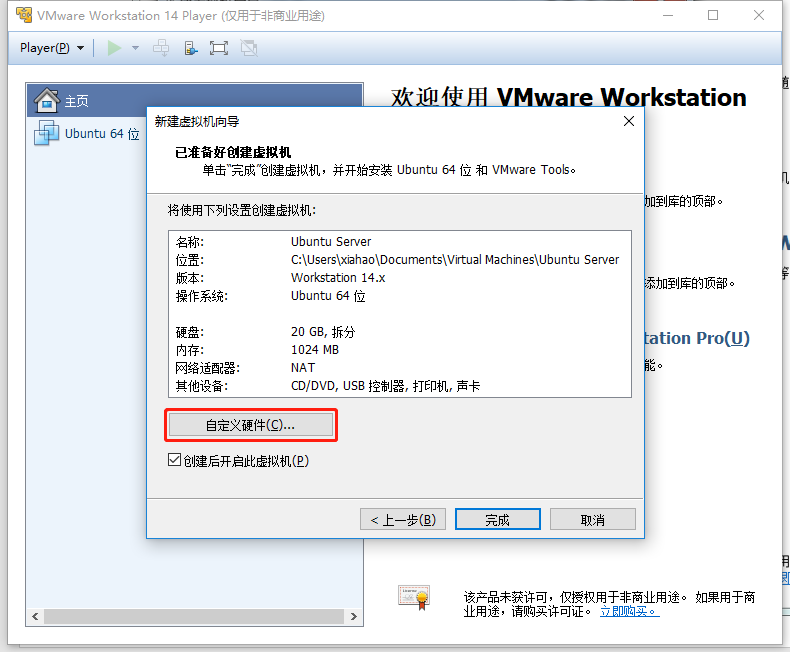 VMware Workstation 14 Player (仅用于非商业用途)
Player(P)
主页
Ubuntu 64 位
欢迎使用 VMware Workstation
加到库的顶部。
添加到库的顶部。
tation Pro(U)
能。
新建虚拟机向导
已准备好创建虚拟机
单击“完成”创建虚拟机，并开始安装 Ubuntu 64 位 和 VMware Tools。
将使用下列设置创建虚拟机:
名称: Ubuntu Server
位置: C:\Users\xiahao\Documents\Virtual Machines\Ubuntu Server
版本: Workstation 14.x
操作系统: Ubuntu 64 位
硬盘: 20 GB, 拆分
内存: 1024 MB
网络适配器: NAT
其他设备: CD/DVD, USB 控制器, 打印机, 声卡
自定义硬件(C)...
创建后开启此虚拟机(P)
< 上一步(B) 完成 取消
该产品未获许可，仅授权用于非商业用途。 如果用于商
业用途，请购买许可证。 立即购买。